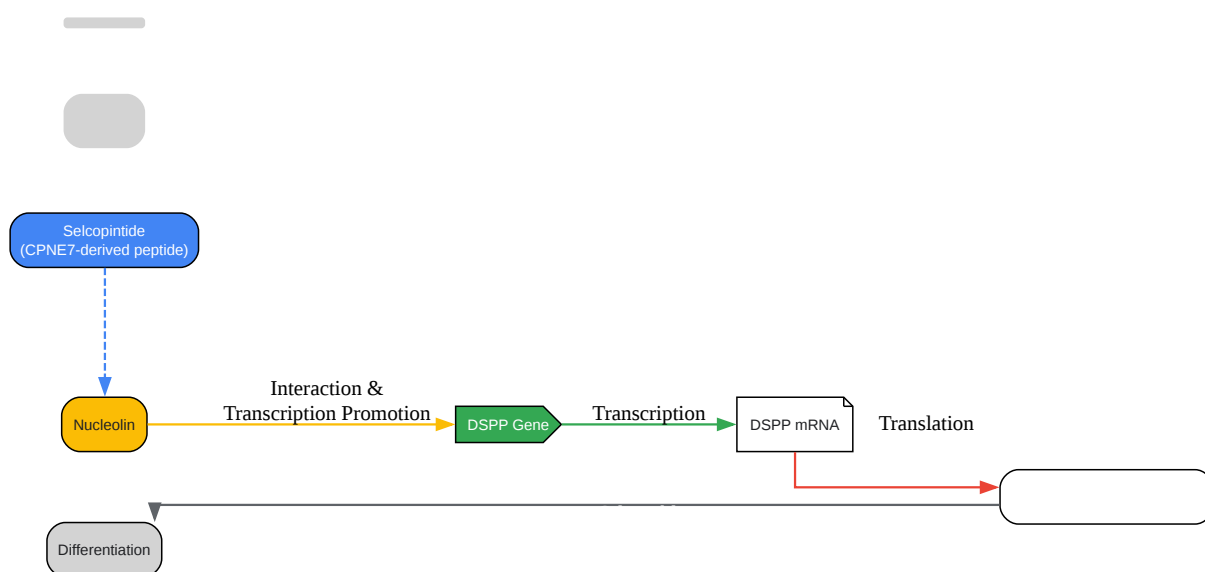 Selcopintide
(CPNE7-derived peptide)
Interaction &
Transcription Promotion
Nucleolin
DSPP Gene
Transcription
DSPP mRNA
Translation
Differentiation